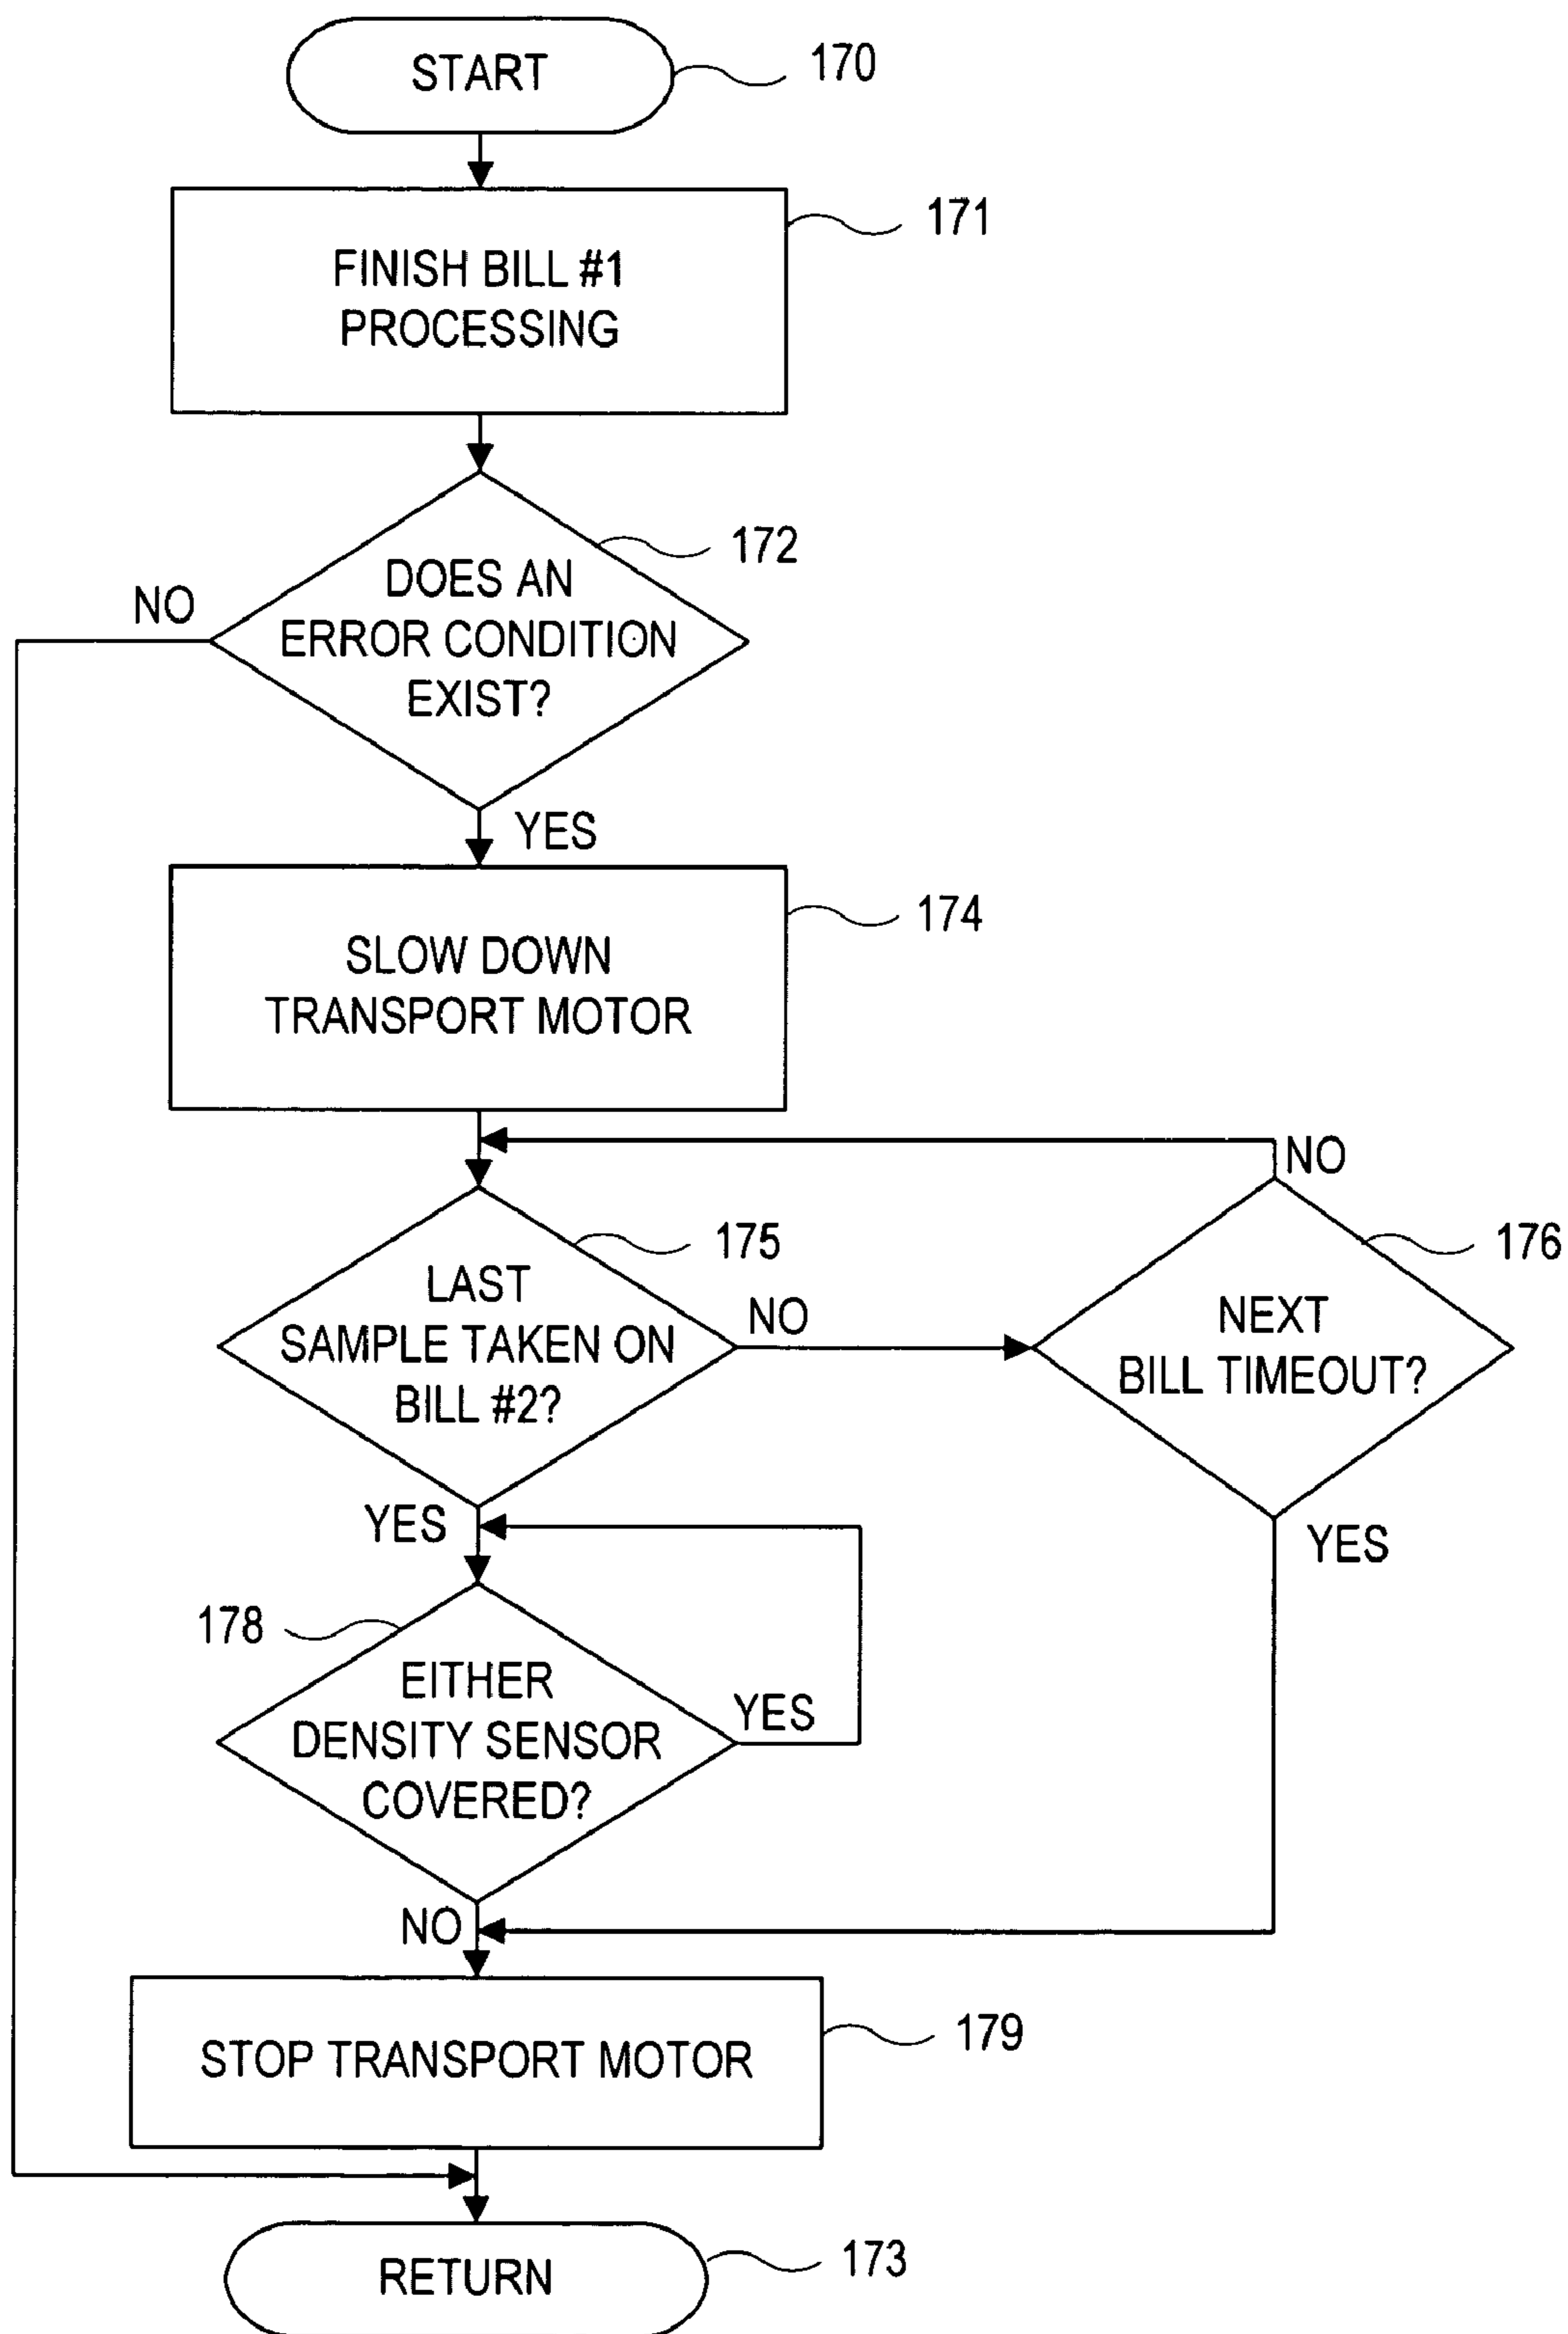 START
170
FINISH BILL #1
PROCESSING
171
DOES AN
ERROR CONDITION
EXIST?
172
NO
YES
SLOW DOWN
TRANSPORT MOTOR
174
LAST
SAMPLE TAKEN ON
BILL #2?
175
NO
NEXT
BILL TIMEOUT?
176
NO
YES
YES
EITHER
DENSITY SENSOR
COVERED?
178
YES
NO
STOP TRANSPORT MOTOR
179
RETURN
173